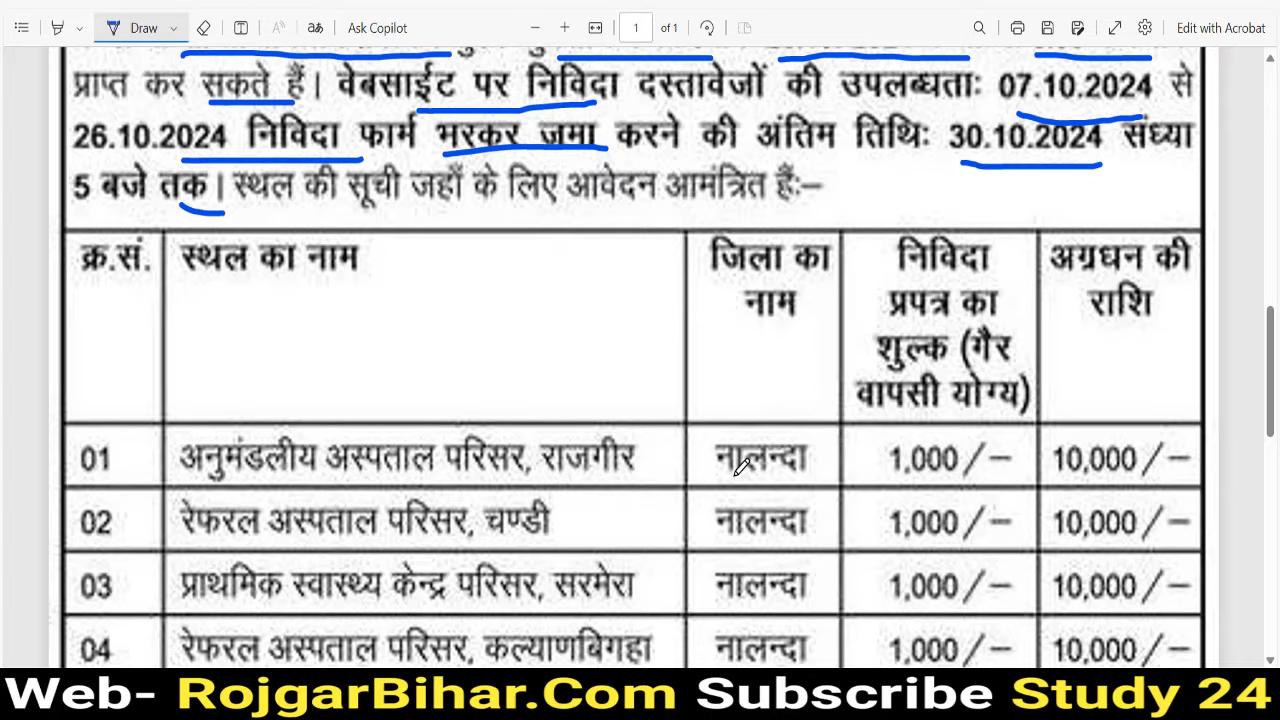 Draw
Ask Copilot
1 of 1
Edit with Acrobat
प्राप्त कर सकते हैं। वेबसाईट पर निविदा दस्तावेजों की उपलब्धताः 07.10.2024 से
26.10.2024 निविदा फार्म भरकर जमा करने की अंतिम तिथिः 30.10.2024 संध्या
5 बजे तक। स्थल की सूची जहाँ के लिए आवेदन आमंत्रित हैंः–
क्र.सं. स्थल का नाम जिला का नाम निविदा प्रपत्र का शुल्क (गैर वापसी योग्य) अग्रधन की राशि
01 अनुमंडलीय अस्पताल परिसर, राजगीर नालन्दा 1,000/– 10,000/–
02 रेफरल अस्पताल परिसर, चण्डी नालन्दा 1,000/– 10,000/–
03 प्राथमिक स्वास्थ्य केन्द्र परिसर, सरमेरा नालन्दा 1,000/– 10,000/–
04 रेफरल अस्पताल परिसर, कल्याणबिगहा नालन्दा 1,000/– 10,000/–
Web- RojgarBihar.Com Subscribe Study 24